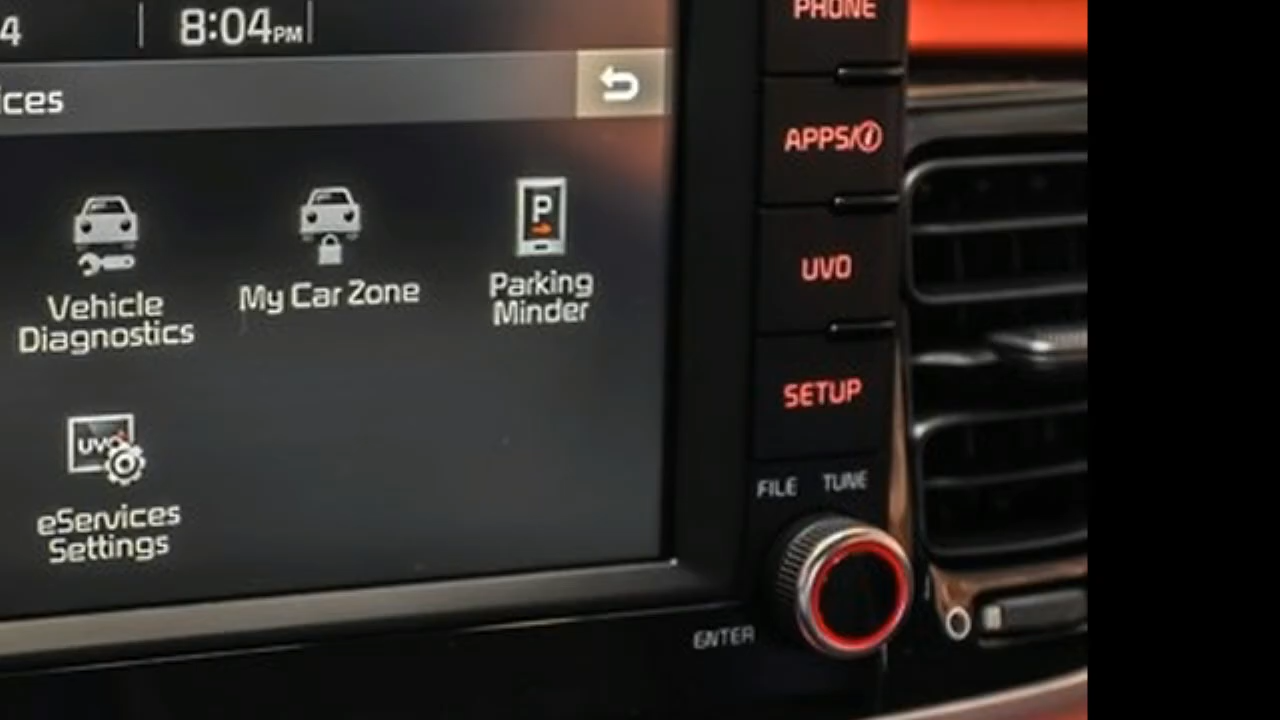 4
8:04PM
ices
Vehicle
Diagnostics
My Car Zone
P
Parking
Minder
UVO
eServices
Settings
PHONE
APPS/i
UVO
SETUP
FILE TUNE
ENTER